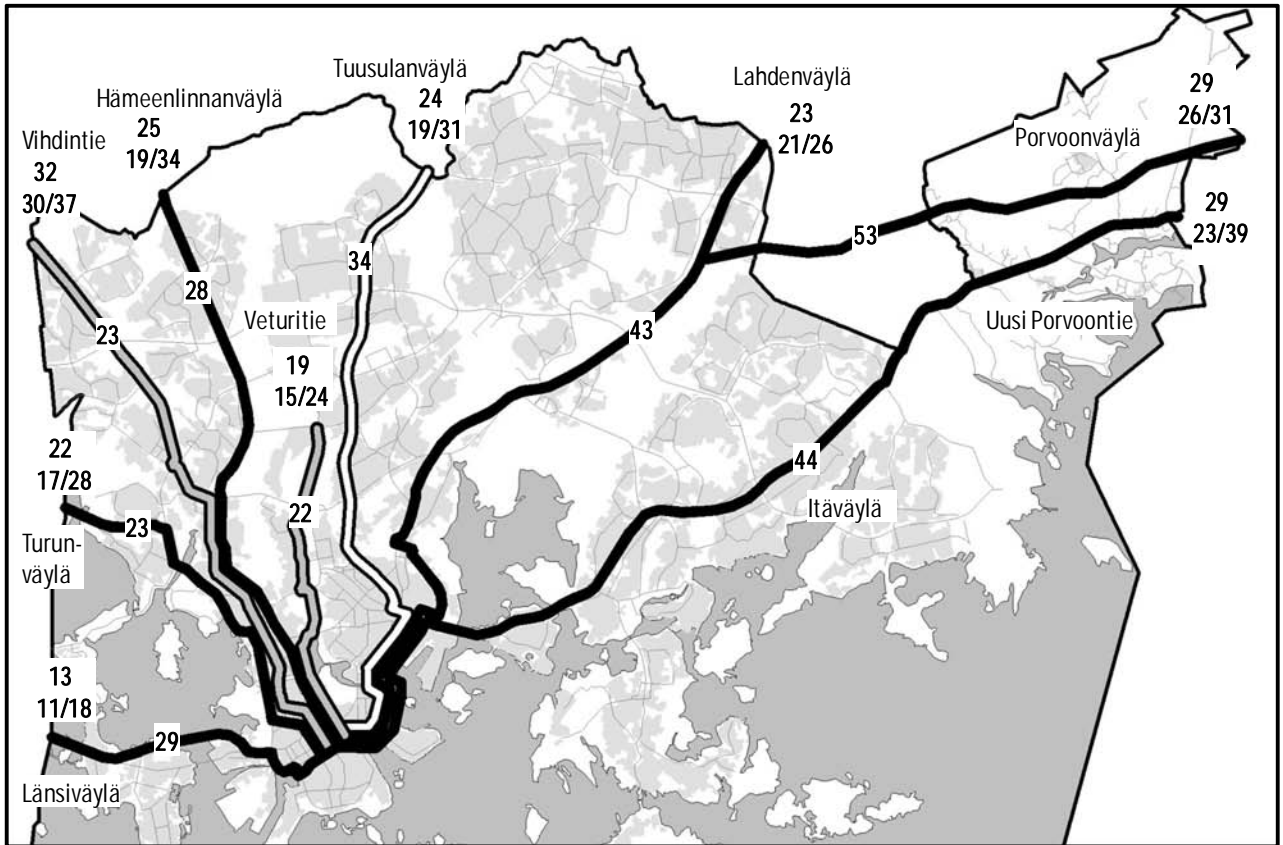 Tuusulanväylä
24
19/31
Lahdenväylä
23
21/26
29
26/31
Hämeenlinnanväylä
25
19/34
Porvoonväylä
Vihdintie
32
30/37
29
23/39
53
34
28
Veturitie
19
15/24
23
43
Uusi Porvoontie
22
17/28
44
23
22
Itäväylä
Turun-
väylä
13
11/18
29
Länsiväylä